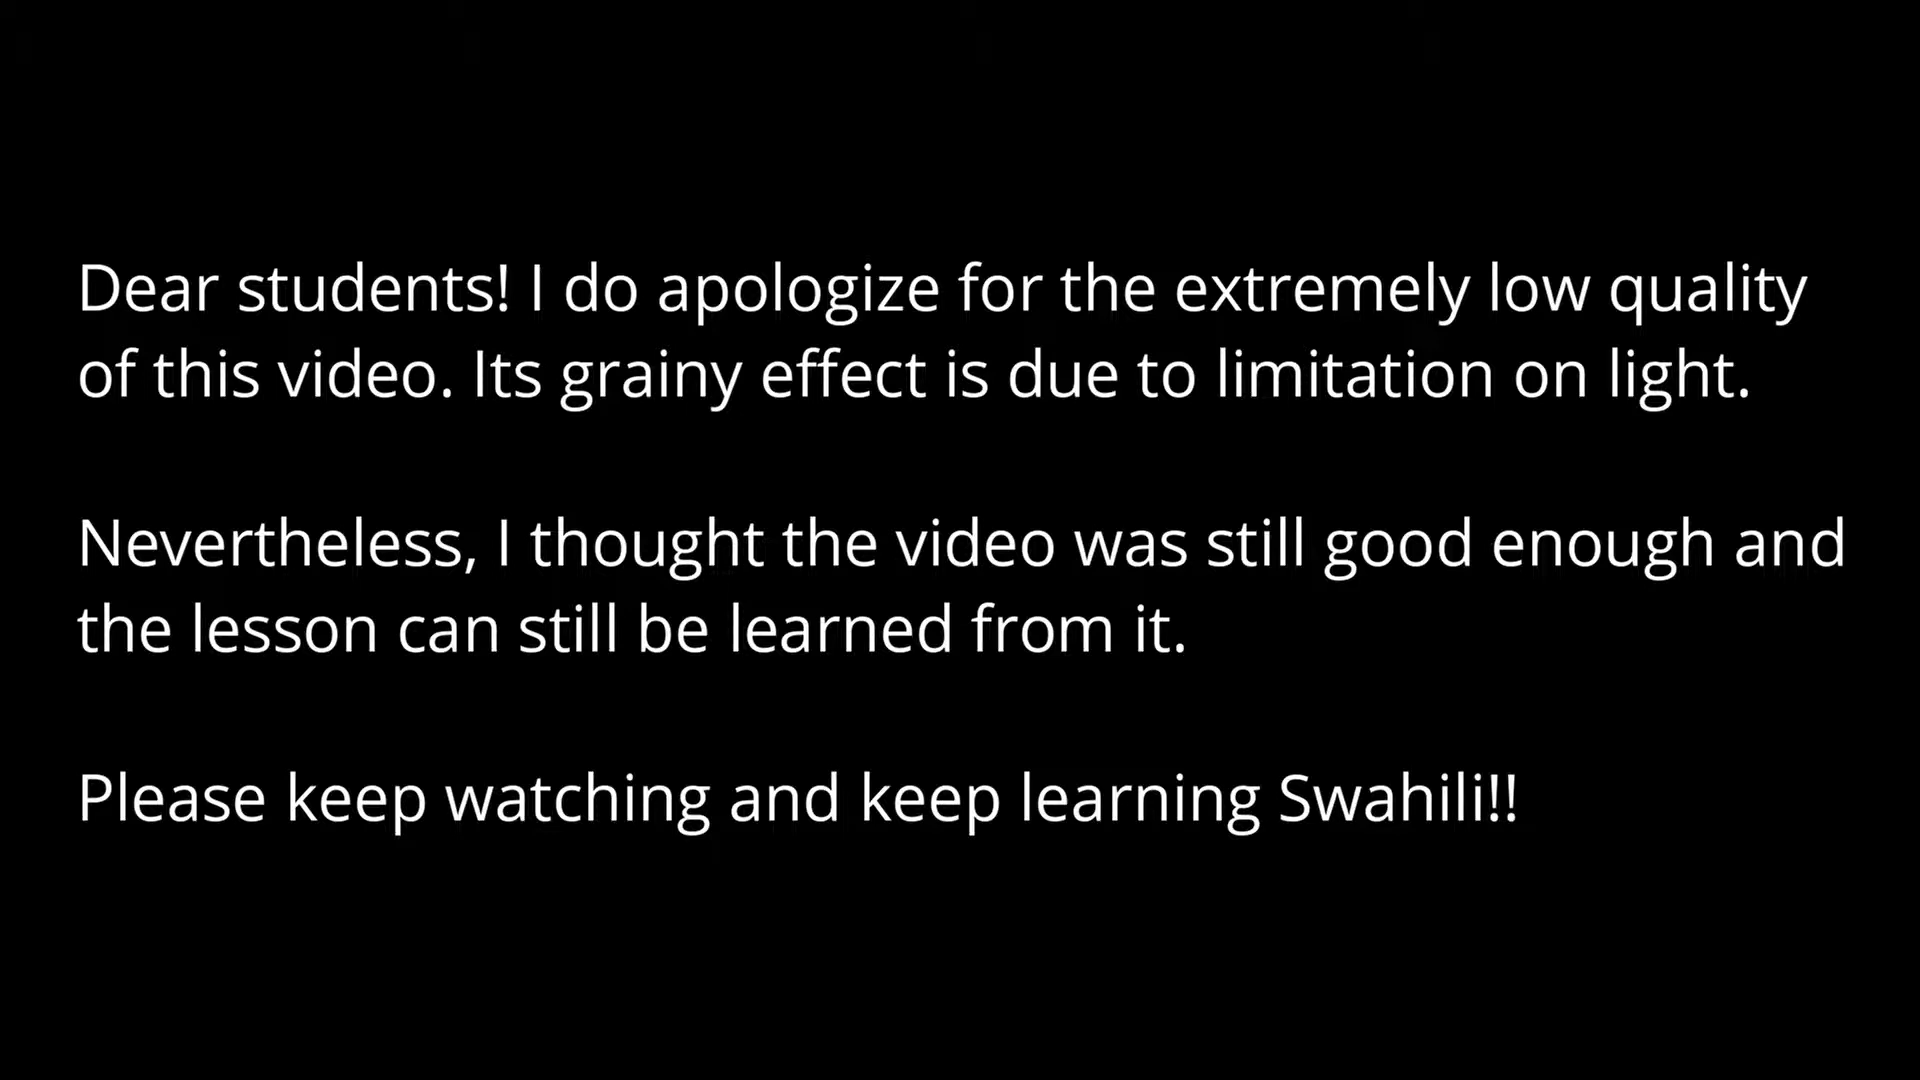 Dear students! I do apologize for the extremely low quality
of this video. Its grainy effect is due to limitation on light.
Nevertheless, I thought the video was still good enough and
the lesson can still be learned from it.
Please keep watching and keep learning Swahili!!